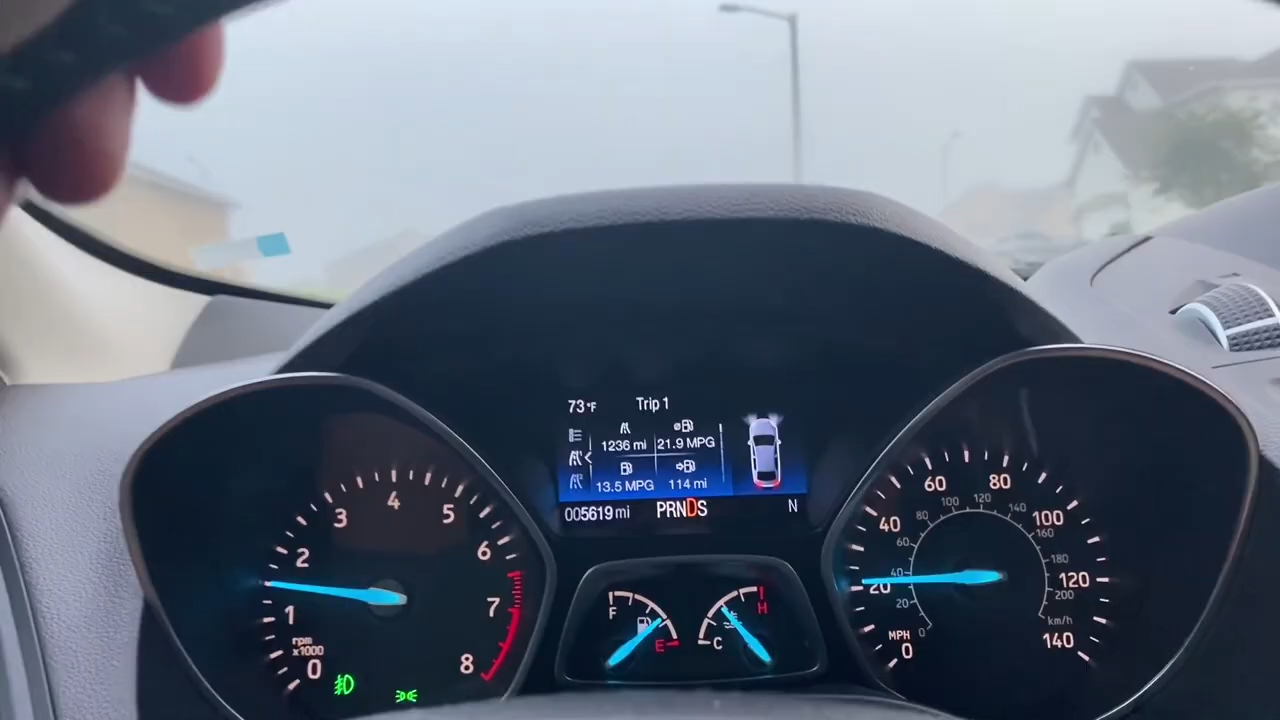 73°F Trip 1
1236 mi 21.9 MPG
13.5 MPG 114 mi
005619 mi PRNDS N
0 1 2 3 4 5 6 7 8
rpm
x1000
F E
C H
0 20 40 60 80 100 120 140
MPH
0 20 40 60 80 100 120 140 160 180 200
km/h